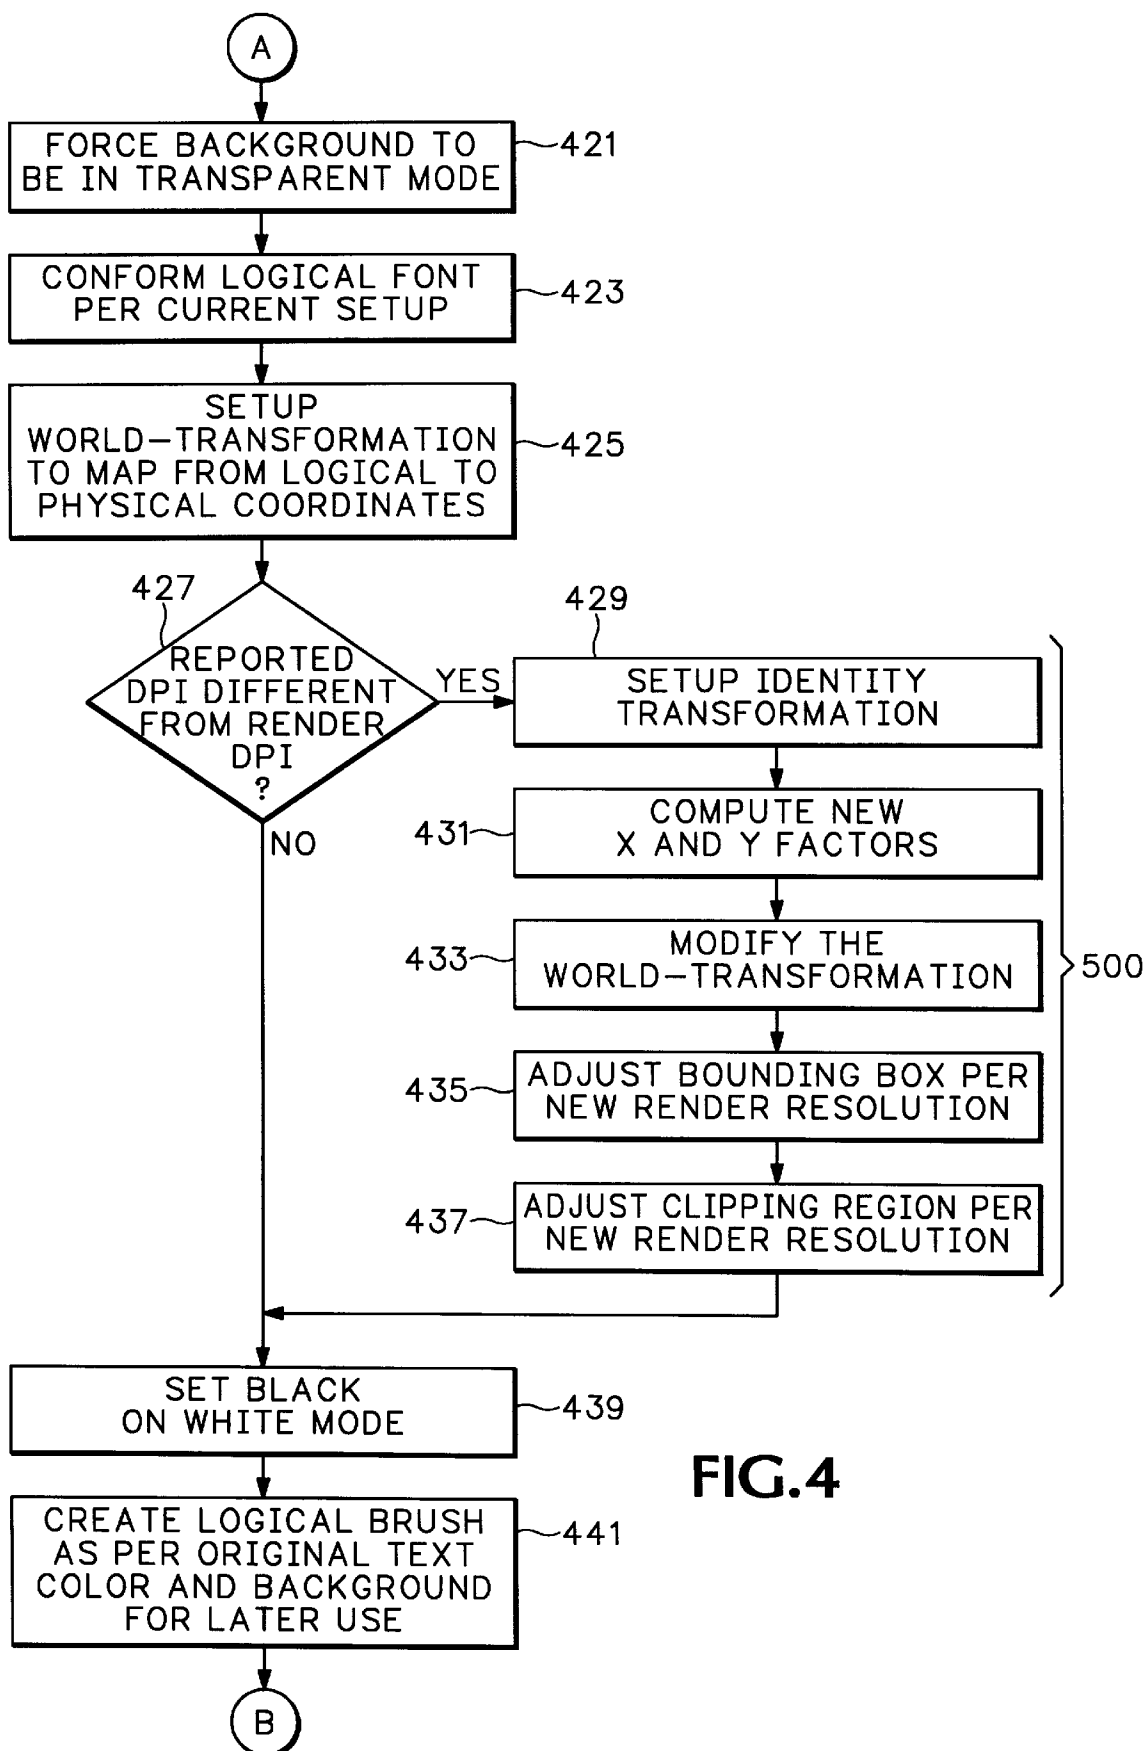 A
FORCE BACKGROUND TO
BE IN TRANSPARENT MODE
421
CONFORM LOGICAL FONT
PER CURRENT SETUP
423
SETUP
WORLD-TRANSFORMATION
TO MAP FROM LOGICAL TO
PHYSICAL COORDINATES
425
427
REPORTED
DPI DIFFERENT
FROM RENDER
DPI
?
YES
NO
429
SETUP IDENTITY
TRANSFORMATION
431
COMPUTE NEW
X AND Y FACTORS
433
MODIFY THE
WORLD-TRANSFORMATION
500
435
ADJUST BOUNDING BOX PER
NEW RENDER RESOLUTION
437
ADJUST CLIPPING REGION PER
NEW RENDER RESOLUTION
SET BLACK
ON WHITE MODE
439
CREATE LOGICAL BRUSH
AS PER ORIGINAL TEXT
COLOR AND BACKGROUND
FOR LATER USE
441
B
FIG.4